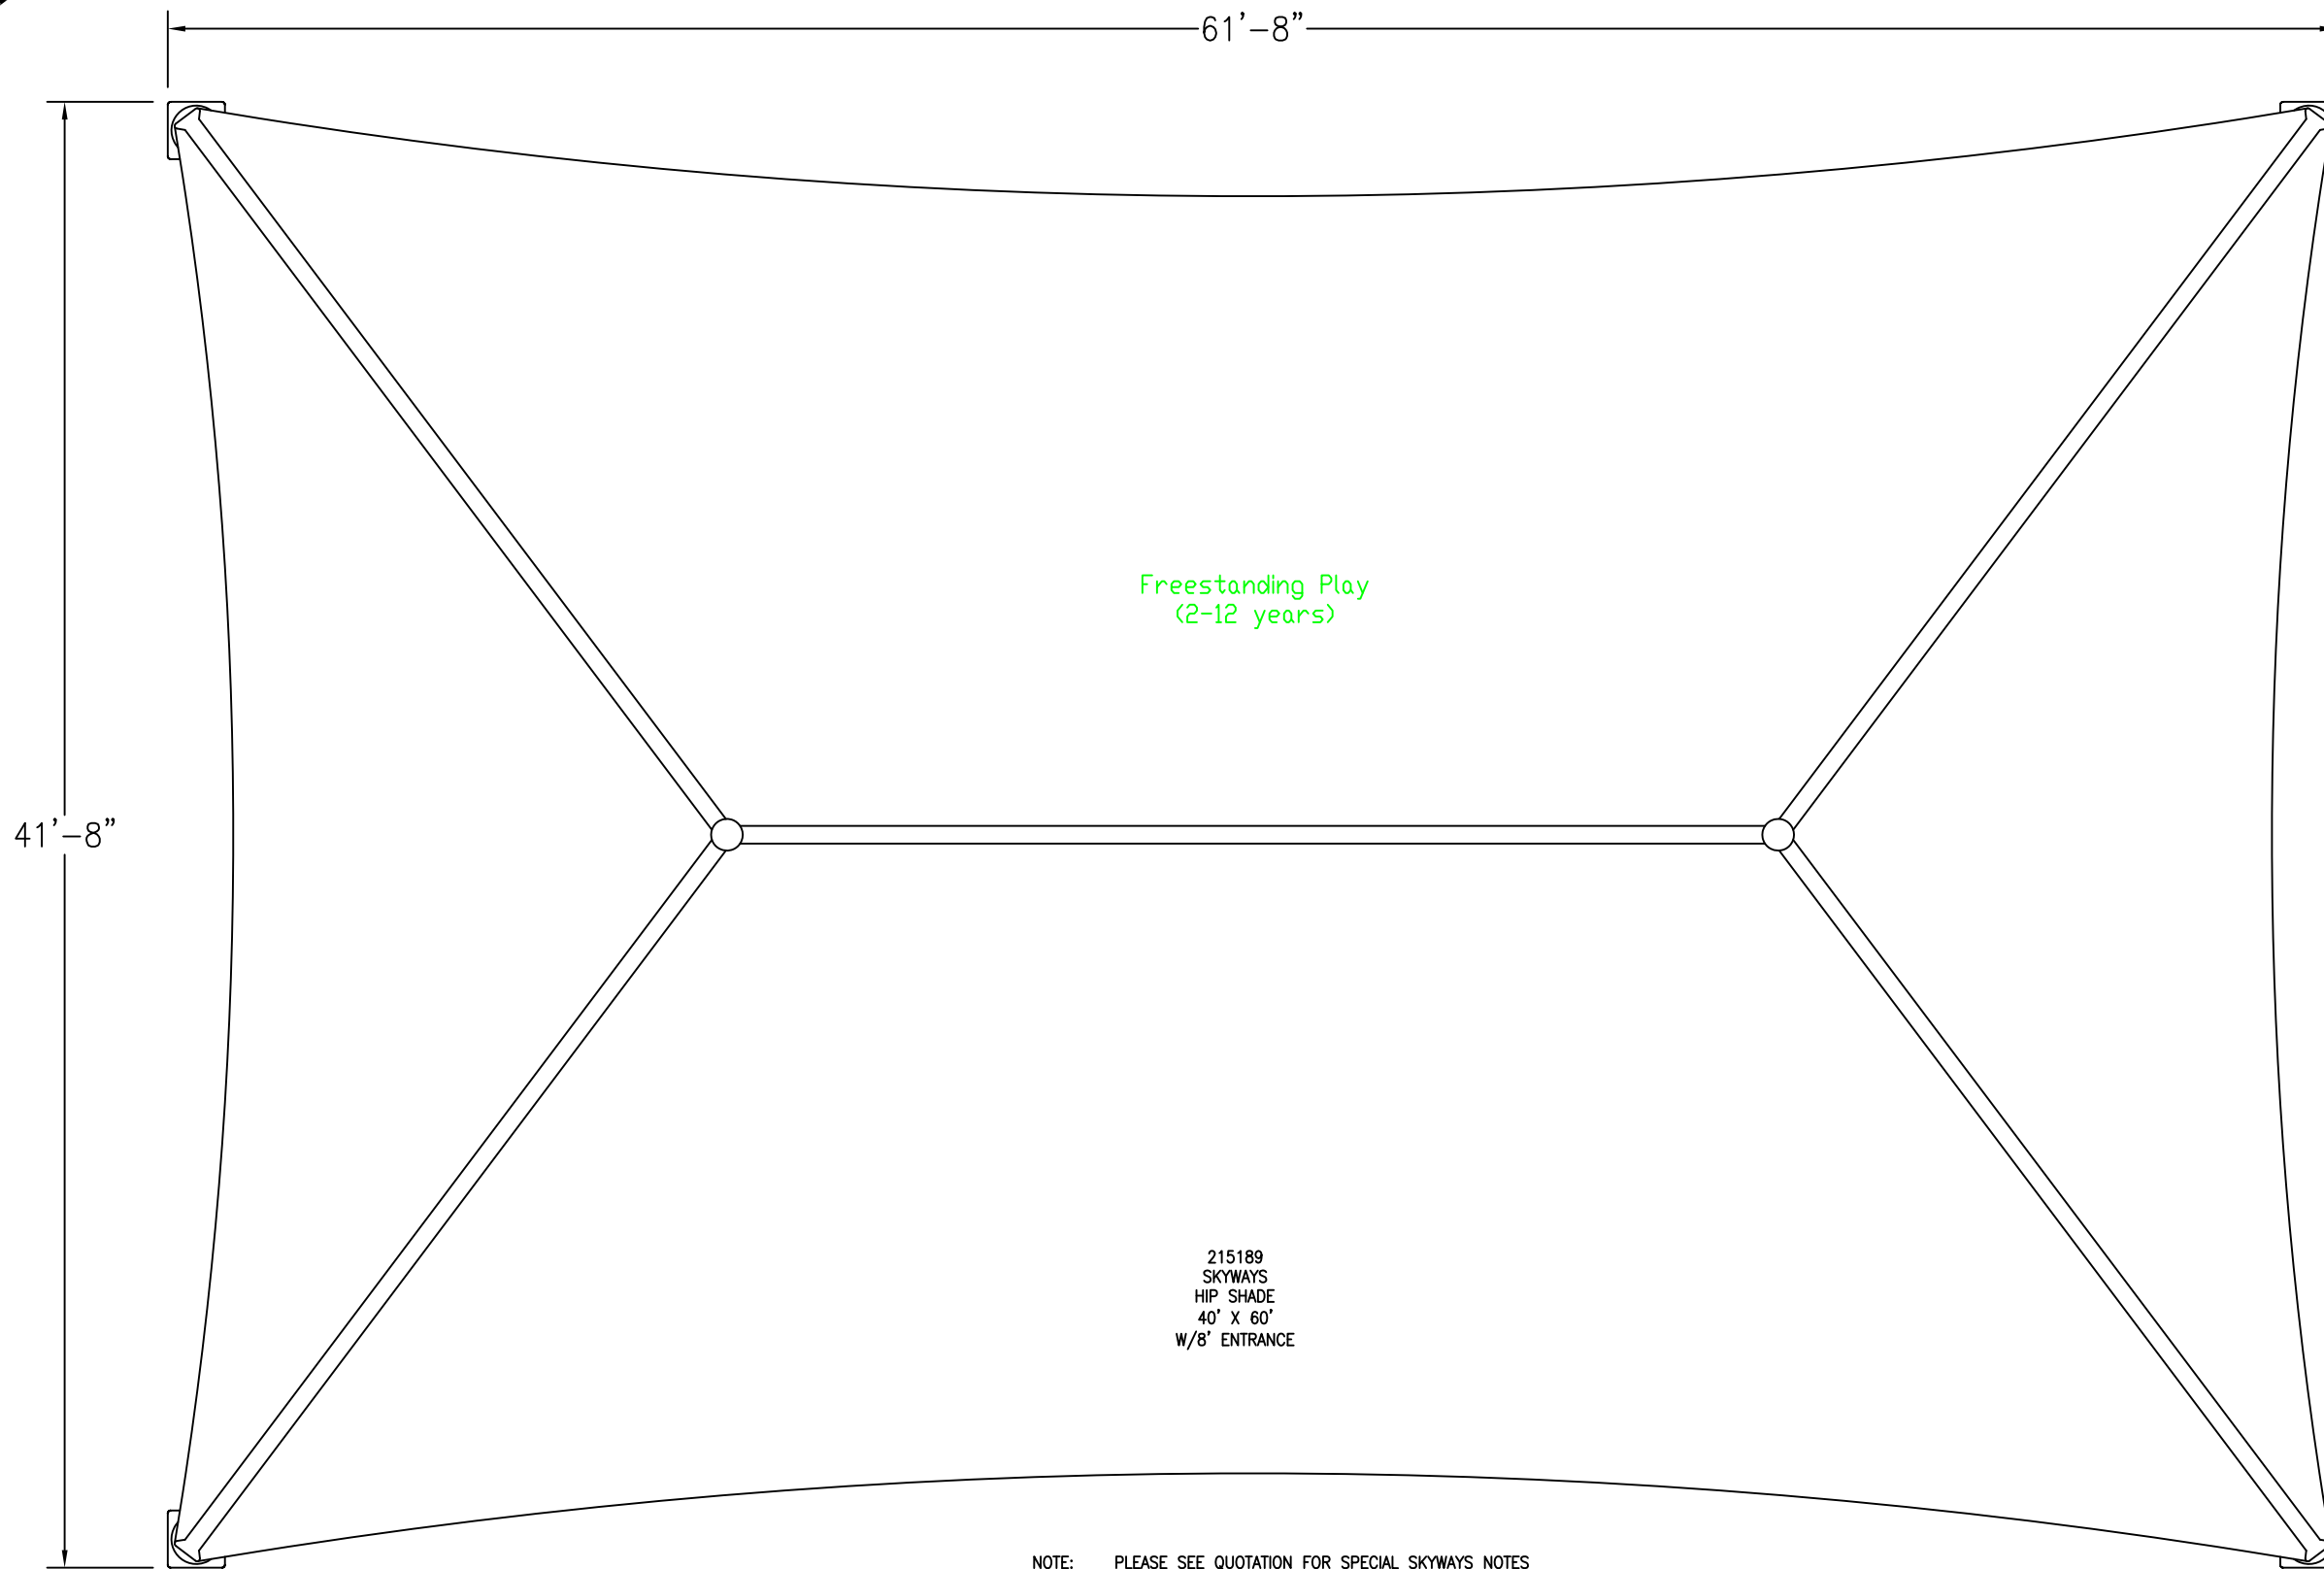 61'-8"
Freestanding Play
(2-12 years)
41'-8"
215189
SKYWAYS
HIP SHADE
40' X 60'
W/8' ENTRANCE
NOTE: PLEASE SEE QUOTATION FOR SPECIAL SKYWAYS NOTES